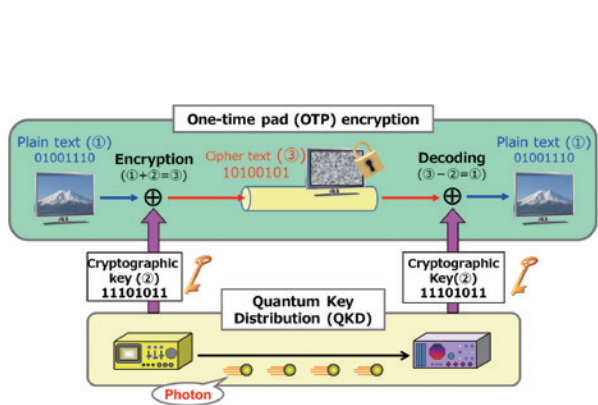 One-time pad (OTP) encryption
Plain text (①)
01001110
Encryption
(①+②=③)
Cipher text (③)
10100101
Decoding
(③−②=①)
Plain text (①)
01001110
Cryptographic
key (②)
11101011
Cryptographic
Key(②)
11101011
Quantum Key
Distribution (QKD)
Photon